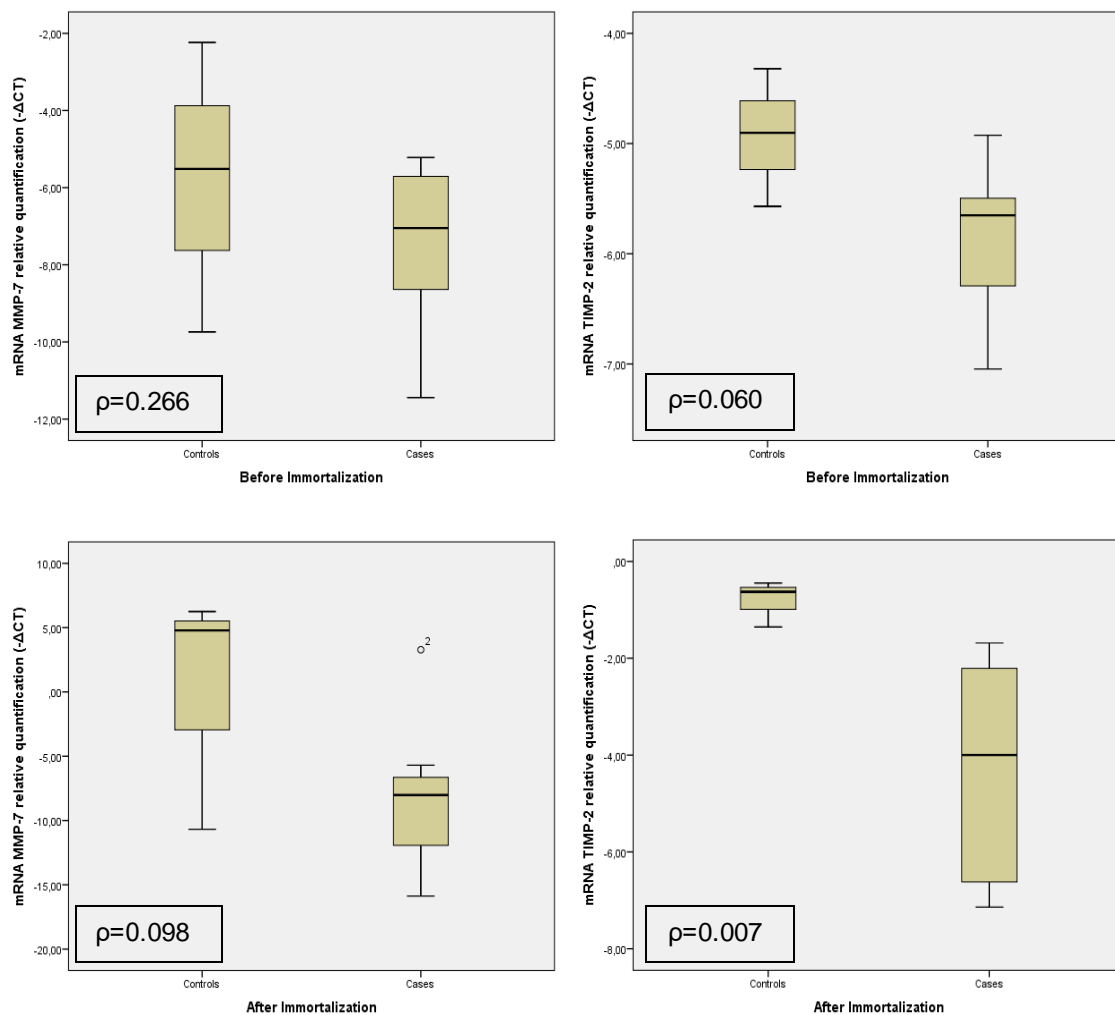 mRNA MMP-7 relative quantification (-ΔCT)
-2,00
-4,00
-6,00
-8,00
-10,00
-12,00
ρ=0.266
Controls
Cases
Before Immortalization
mRNA TIMP-2 relative quantification (-ΔCT)
-4,00
-5,00
-6,00
-7,00
ρ=0.060
Controls
Cases
Before Immortalization
mRNA MMP-7 relative quantification (-ΔCT)
10,00
5,00
,00
-5,00
-10,00
-15,00
-20,00
2
ρ=0.098
Controls
Cases
After Immortalization
mRNA TIMP-2 relative quantification (-ΔCT)
,00
-2,00
-4,00
-6,00
-8,00
ρ=0.007
Controls
Cases
After Immortalization